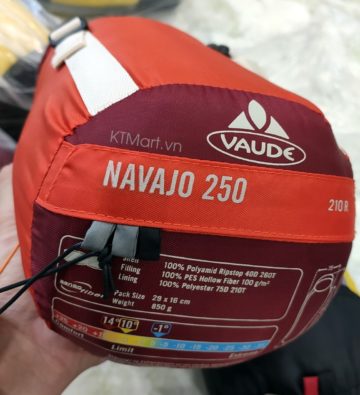 KTMart.vn
VAUDE
NAVAJO 250
210 R
Shell 100% Polyamid Ripstop 40D 260T
Filling 100% PES Hollow Fiber 100 g/m²
Lining 100% Polyester 75D 210T
Pack Size 29 x 16 cm
Weight 850 g
14° 10° -1°
Comfort
Limit